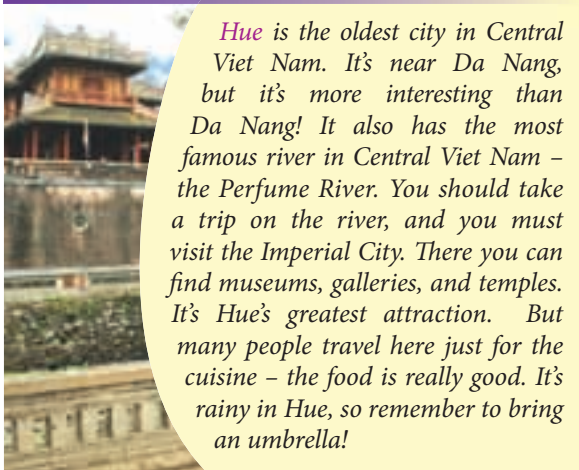 Hue is the oldest city in Central
Viet Nam. It's near Da Nang,
but it's more interesting than
Da Nang! It also has the most
famous river in Central Viet Nam –
the Perfume River. You should take
a trip on the river, and you must
visit the Imperial City. There you can
find museums, galleries, and temples.
It's Hue's greatest attraction. But
many people travel here just for the
cuisine – the food is really good. It's
rainy in Hue, so remember to bring
an umbrella!